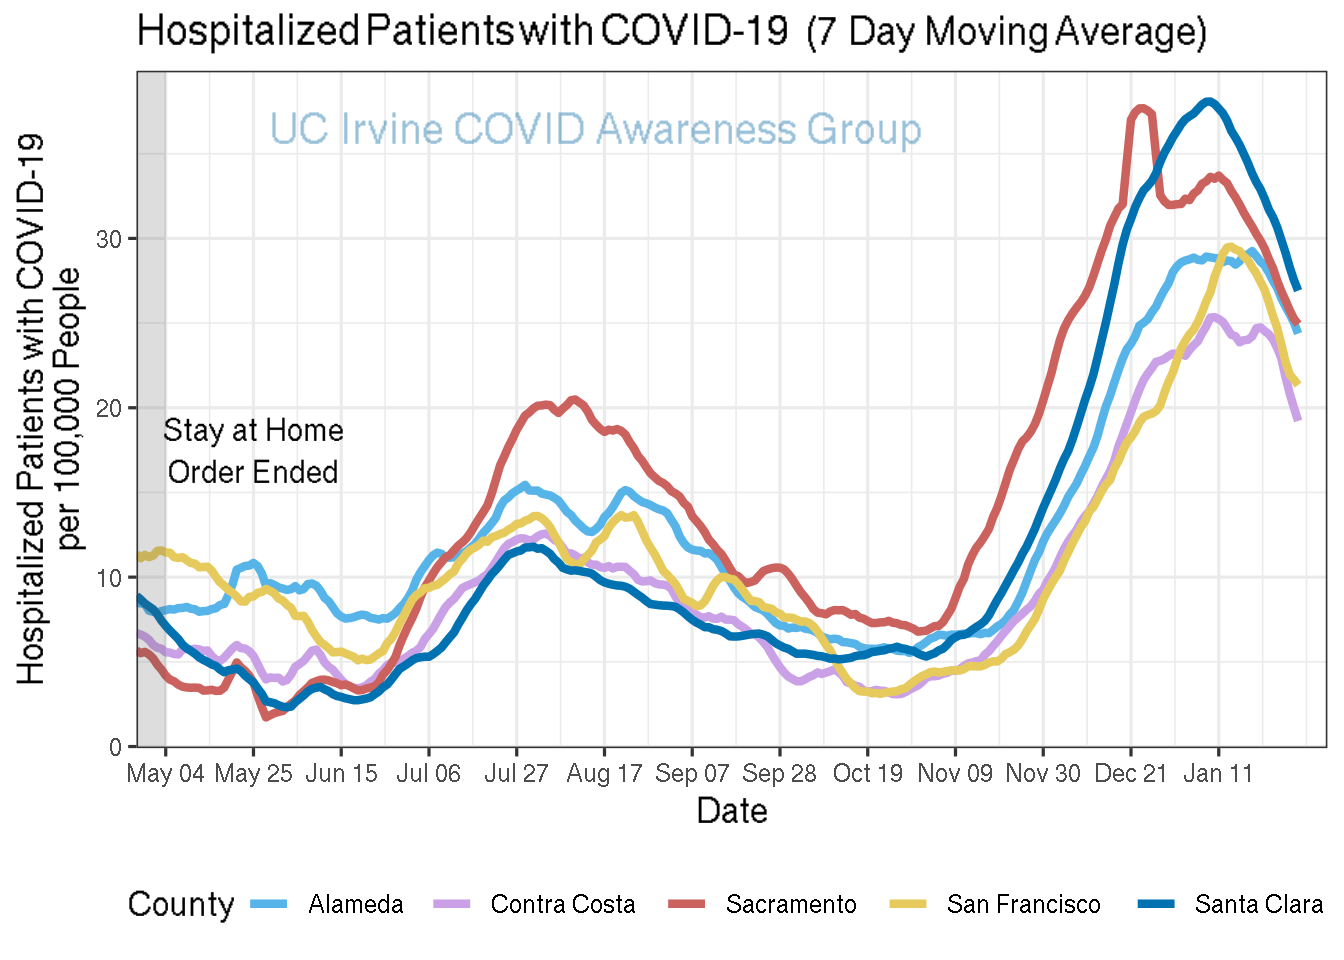 Hospitalized Patients with COVID-19 (7 Day Moving Average)
UC Irvine COVID Awareness Group
Hospitalized Patients with COVID-19
per 100,000 People
30
20
10
0
Stay at Home
Order Ended
May 04 May 25 Jun 15 Jul 06 Jul 27 Aug 17 Sep 07 Sep 28 Oct 19 Nov 09 Nov 30 Dec 21 Jan 11
Date
County Alameda Contra Costa Sacramento San Francisco Santa Clara